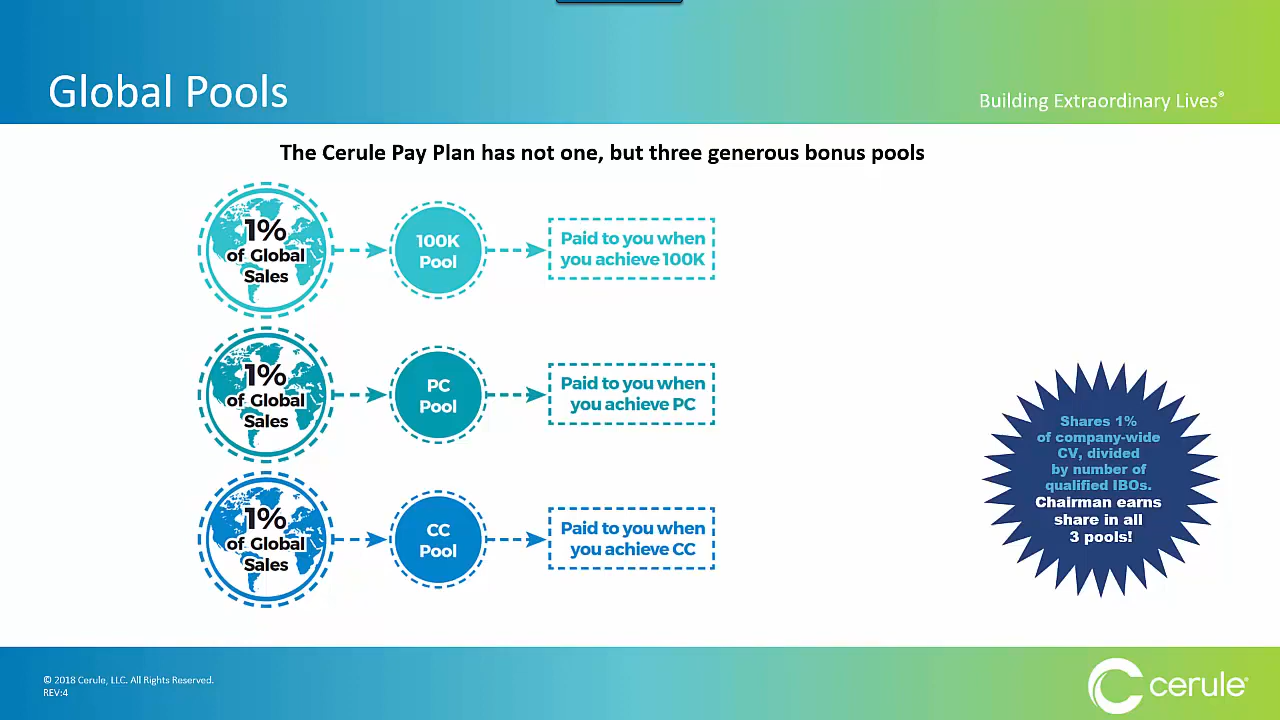 Global Pools
Building Extraordinary Lives®
The Cerule Pay Plan has not one, but three generous bonus pools
1%
of Global
Sales
100K
Pool
Paid to you when
you achieve 100K
1%
of Global
Sales
PC
Pool
Paid to you when
you achieve PC
1%
of Global
Sales
CC
Pool
Paid to you when
you achieve CC
Shares 1%
of company-wide
CV, divided
by number of
qualified IBOs.
Chairman earns
share in all
3 pools!
© 2018 Cerule, LLC. All Rights Reserved.
REV:4
cerule®